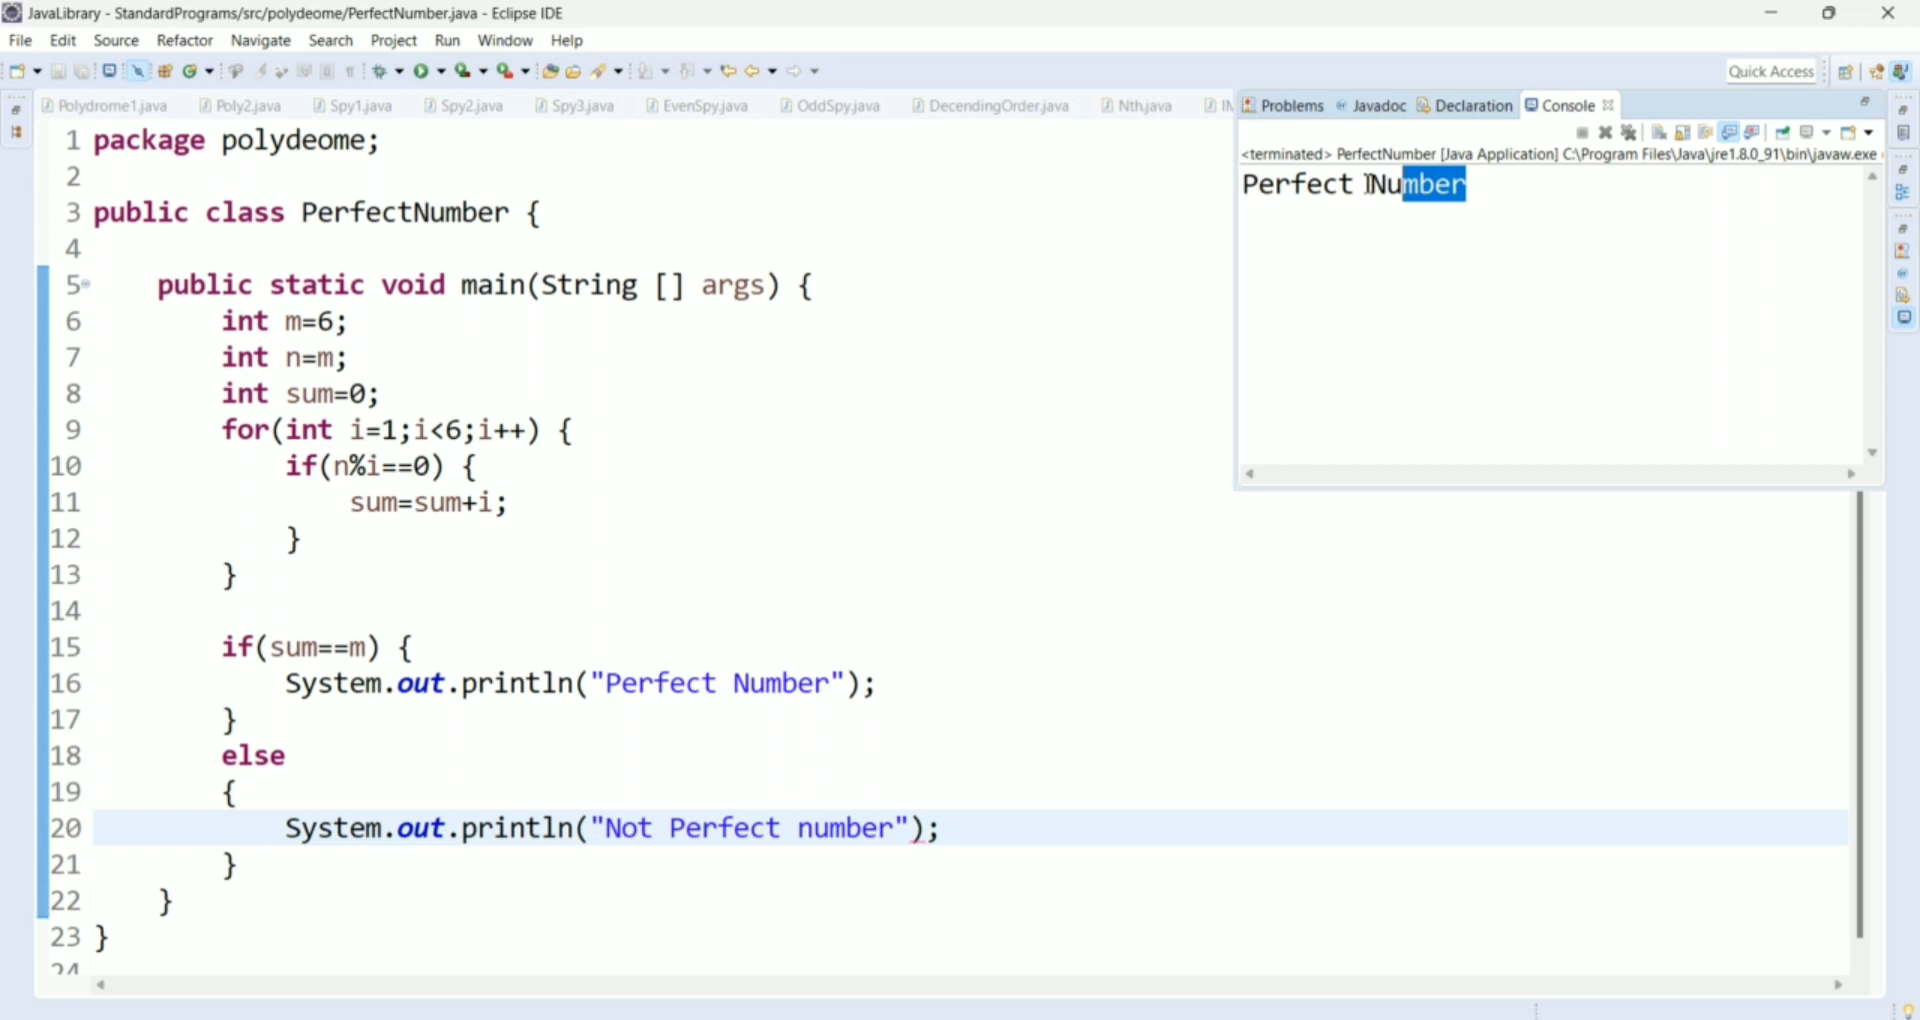 JavaLibrary - StandardPrograms/src/polydeome/PerfectNumber.java - Eclipse IDE
File Edit Source Refactor Navigate Search Project Run Window Help
Quick Access
Polydrome1.java Poly2.java Spy1.java Spy2.java Spy3.java EvenSpy.java OddSpy.java DecendingOrder.java Nth.java
Problems Javadoc Declaration Console
<terminated> PerfectNumber [Java Application] C:\Program Files\Java\jre1.8.0_91\bin\javaw.exe
Perfect Number
1 package polydeome;
2
3 public class PerfectNumber {
4
5 public static void main(String [] args) {
6 int m=6;
7 int n=m;
8 int sum=0;
9 for(int i=1;i<6;i++) {
10 if(n%i==0) {
11 sum=sum+i;
12 }
13 }
14
15 if(sum==m) {
16 System.out.println("Perfect Number");
17 }
18 else
19 {
20 System.out.println("Not Perfect number");
21 }
22 }
23 }
24